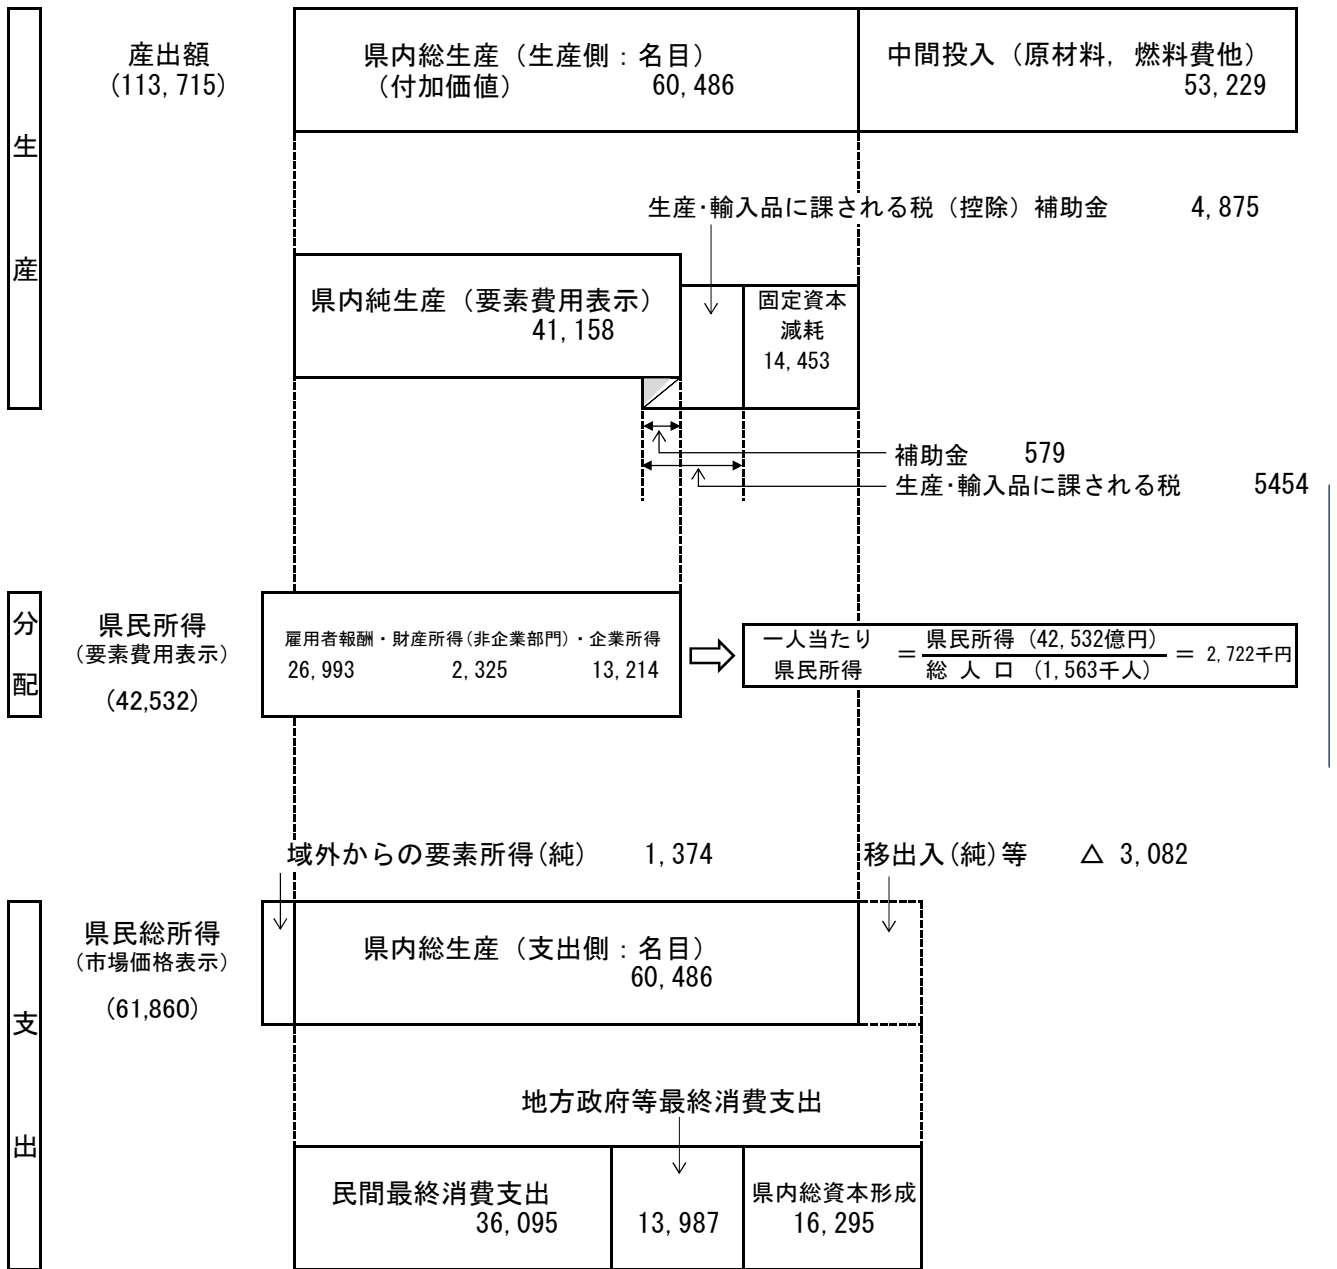 生産
産出額
(113,715)
県内総生産（生産側：名目）
（付加価値）　60,486
中間投入（原材料，燃料費他）
53,229
生産・輸入品に課される税（控除）補助金　4,875
県内純生産（要素費用表示）
41,158
固定資本
減耗
14,453
補助金　579
生産・輸入品に課される税　5454
分配
県民所得
（要素費用表示）
(42,532)
雇用者報酬・財産所得(非企業部門)・企業所得
26,993　2,325　13,214
一人当たり
県民所得
＝
県民所得 (42,532億円)
総 人 口 (1,563千人)
＝ 2,722千円
域外からの要素所得(純)　1,374
移出入(純)等　△ 3,082
支出
県民総所得
（市場価格表示）
(61,860)
県内総生産（支出側：名目）
60,486
地方政府等最終消費支出
民間最終消費支出
36,095
13,987
県内総資本形成
16,295